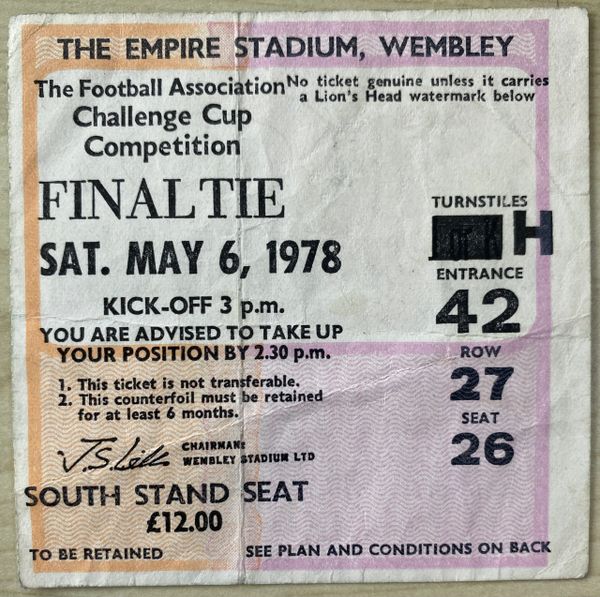 THE EMPIRE STADIUM, WEMBLEY
The Football Association
Challenge Cup
Competition
No ticket genuine unless it carries
a Lion's Head watermark below
FINAL TIE
SAT. MAY 6, 1978
KICK-OFF 3 p.m.
YOU ARE ADVISED TO TAKE UP
YOUR POSITION BY 2.30 p.m.
1. This ticket is not transferable.
2. This counterfoil must be retained
for at least 6 months.
CHAIRMAN:
WEMBLEY STADIUM LTD
SOUTH STAND SEAT
£12.00
TO BE RETAINED
TURNSTILES
H
ENTRANCE
42
ROW
27
SEAT
26
SEE PLAN AND CONDITIONS ON BACK